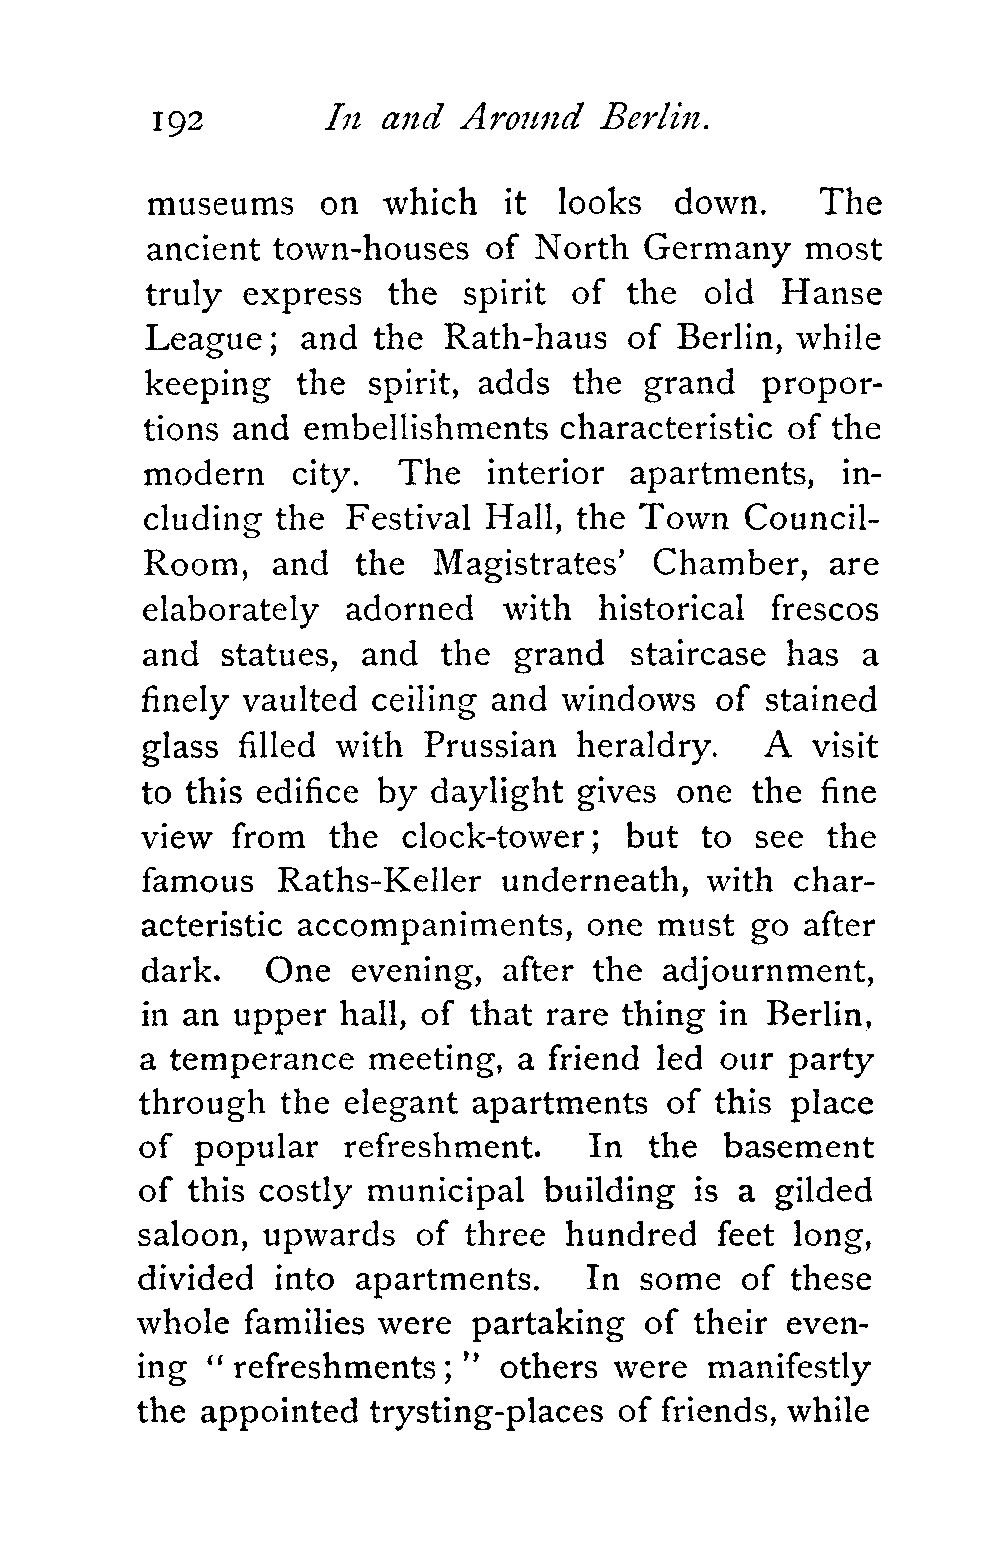 192 In and Around Berlin.
museums on which it looks down. The
ancient town-houses of North Germany most
truly express the spirit of the old Hanse
League; and the Rath-haus of Berlin, while
keeping the spirit, adds the grand propor-
tions and embellishments characteristic of the
modern city. The interior apartments, in-
cluding the Festival Hall, the Town Council-
Room, and the Magistrates' Chamber, are
elaborately adorned with historical frescos
and statues, and the grand staircase has a
finely vaulted ceiling and windows of stained
glass filled with Prussian heraldry. A visit
to this edifice by daylight gives one the fine
view from the clock-tower; but to see the
famous Raths-Keller underneath, with char-
acteristic accompaniments, one must go after
dark. One evening, after the adjournment,
in an upper hall, of that rare thing in Berlin,
a temperance meeting, a friend led our party
through the elegant apartments of this place
of popular refreshment. In the basement
of this costly municipal building is a gilded
saloon, upwards of three hundred feet long,
divided into apartments. In some of these
whole families were partaking of their even-
ing "refreshments;" others were manifestly
the appointed trysting-places of friends, while